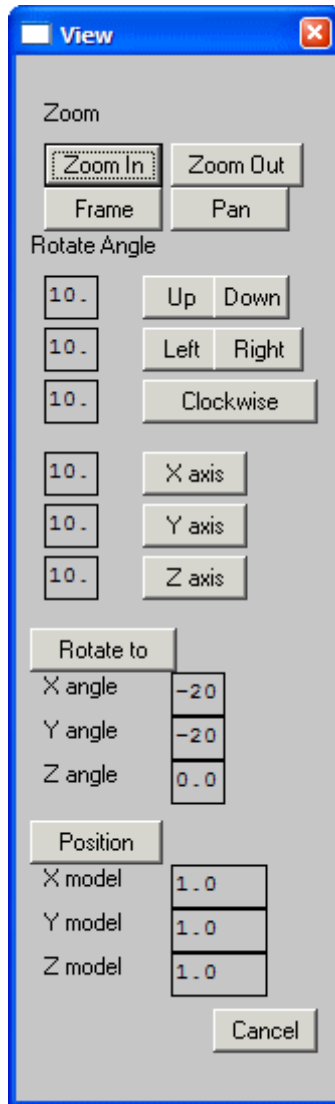 View
Zoom
Zoom In Zoom Out
Frame Pan
Rotate Angle
10. Up Down
10. Left Right
10. Clockwise
10. X axis
10. Y axis
10. Z axis
Rotate to
X angle -20
Y angle -20
Z angle 0.0
Position
X model 1.0
Y model 1.0
Z model 1.0
Cancel